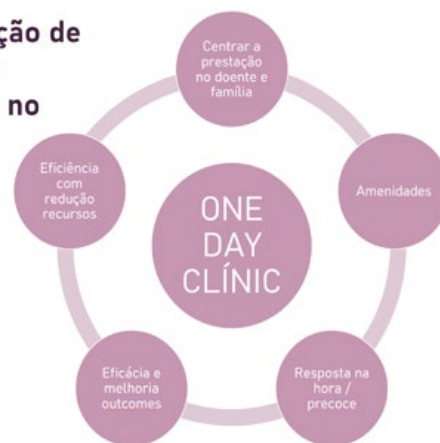 ção de
no
Centrar a
prestação
no doente e
família
Amenidades
Resposta na
hora /
precoce
Eficácia e
melhoria
outcomes
Eficiência
com
redução
recursos
ONE
DAY
CLÍNIC